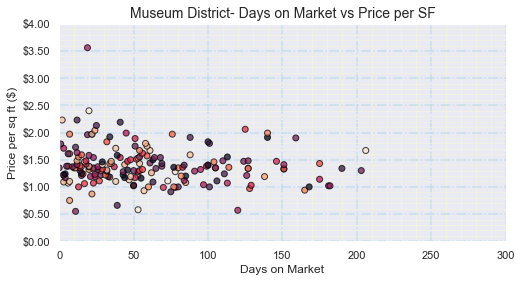 Museum District- Days on Market vs Price per SF
$4.00
$3.50
$3.00
$2.50
$2.00
$1.50
$1.00
$0.50
$0.00
Price per sq ft ($)
0 50 100 150 200 250 300
Days on Market